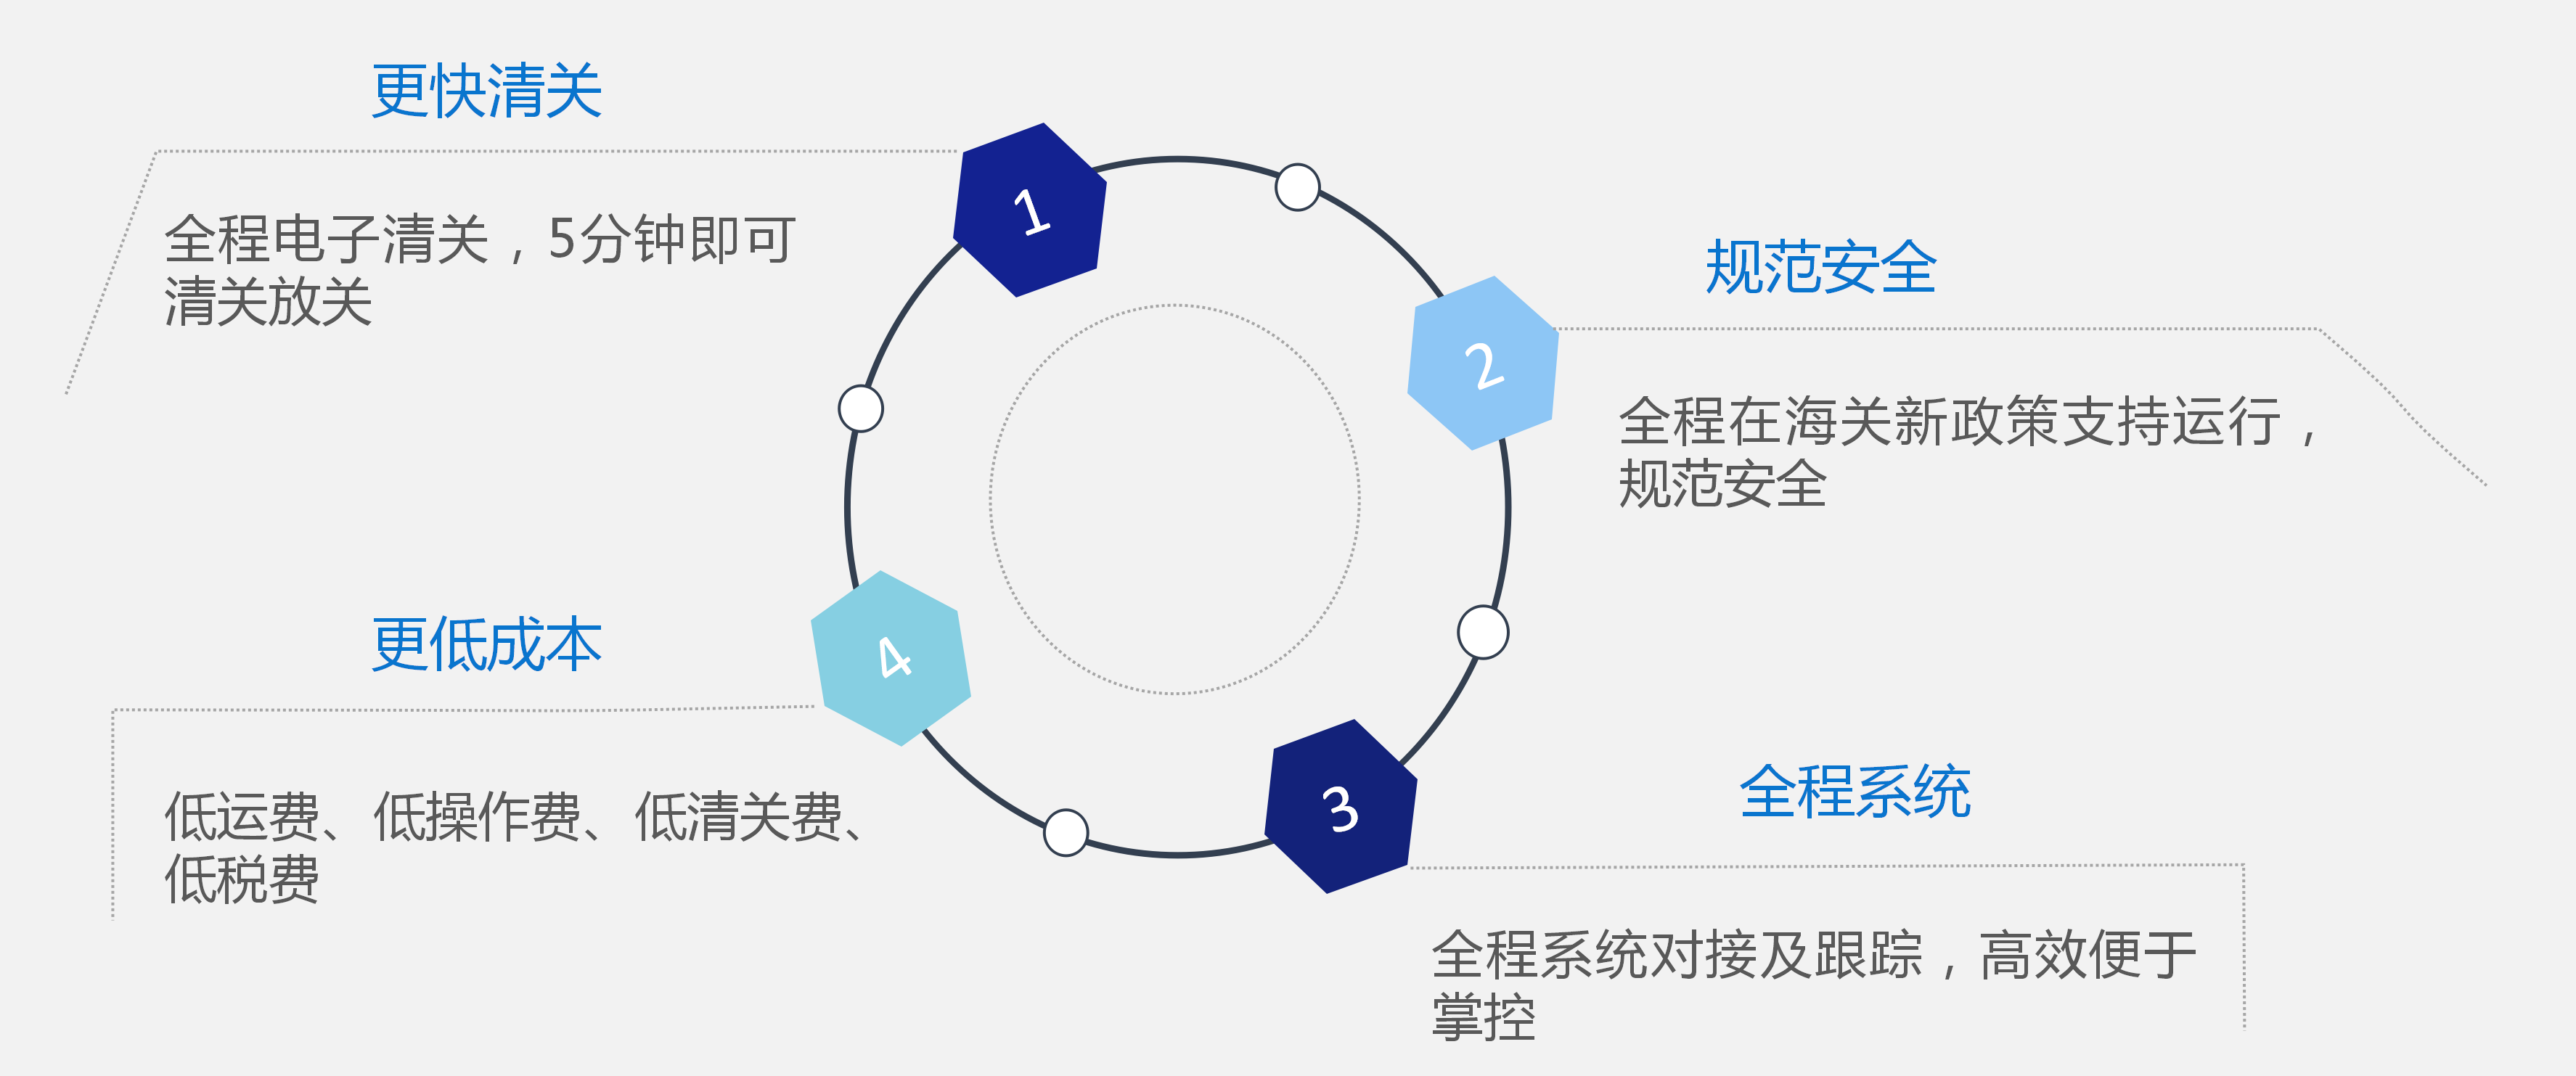 更快清关
全程电子清关，5分钟即可
清关放关
1
规范安全
2
全程在海关新政策支持运行，
规范安全
更低成本
4
低运费、低操作费、低清关费、
低税费
全程系统
3
全程系统对接及跟踪，高效便于
掌控